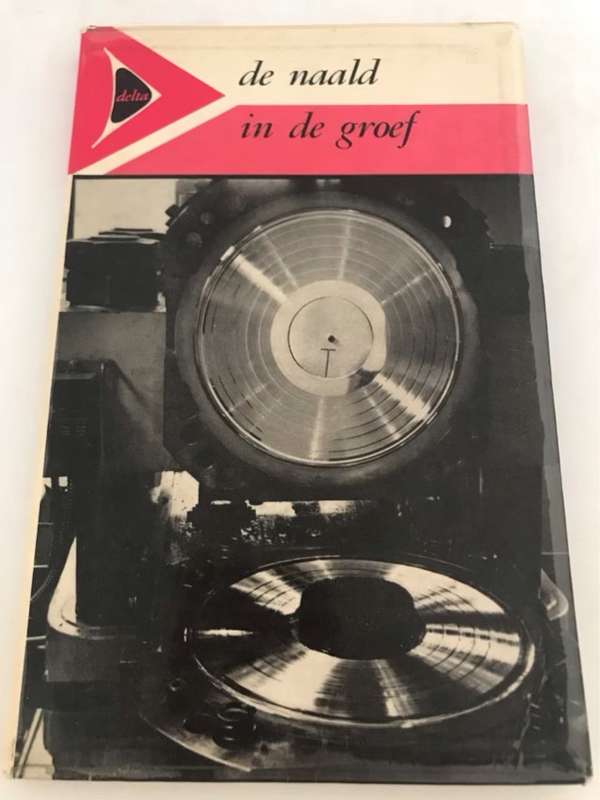 de naald
delta
in de groef